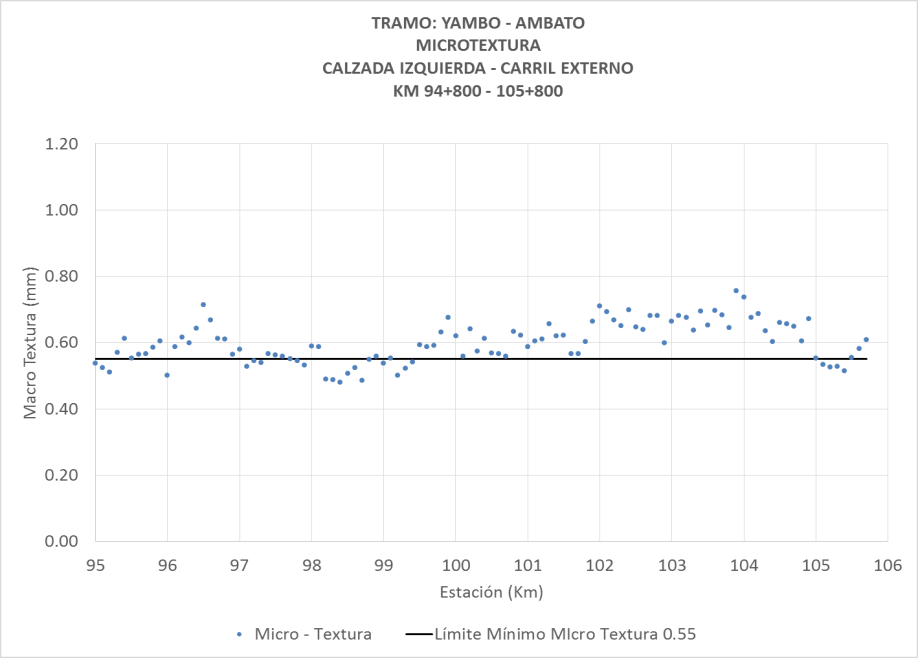 TRAMO: YAMBO - AMBATO
MICROTEXTURA
CALZADA IZQUIERDA - CARRIL EXTERNO
KM 94+800 - 105+800
1.20
1.00
0.80
0.60
0.40
0.20
0.00
Macro Textura (mm)
95 96 97 98 99 100 101 102 103 104 105 106
Estación (Km)
Micro - Textura Límite Mínimo MIcro Textura 0.55